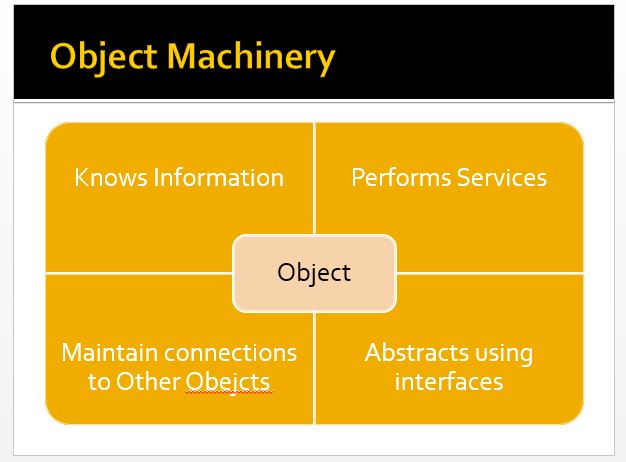 Object Machinery
Knows Information
Performs Services
Object
Maintain connections
to Other Obejcts
Abstracts using
interfaces